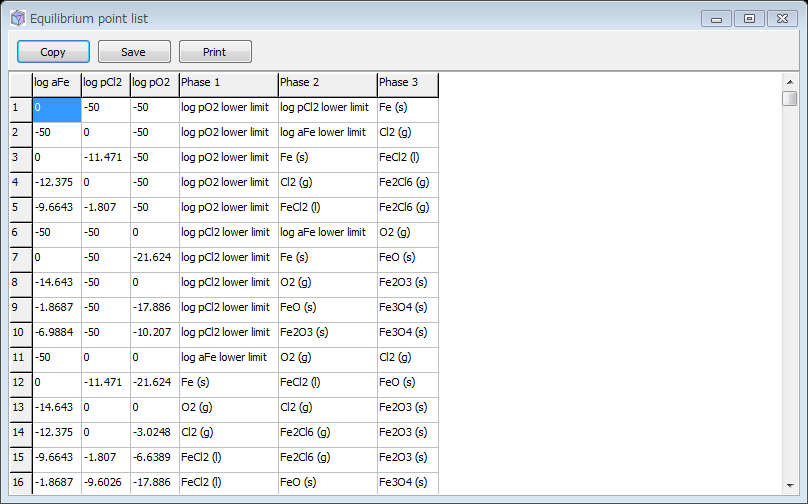 Equilibrium point list
Copy Save Print
log aFe log pCl2 log pO2 Phase 1 Phase 2 Phase 3
1 0 -50 -50 log pO2 lower limit log pCl2 lower limit Fe (s)
2 -50 0 -50 log pO2 lower limit log aFe lower limit Cl2 (g)
3 0 -11.471 -50 log pO2 lower limit Fe (s) FeCl2 (l)
4 -12.375 0 -50 log pO2 lower limit Cl2 (g) Fe2Cl6 (g)
5 -9.6643 -1.807 -50 log pO2 lower limit FeCl2 (l) Fe2Cl6 (g)
6 -50 -50 0 log pCl2 lower limit log aFe lower limit O2 (g)
7 0 -50 -21.624 log pCl2 lower limit Fe (s) FeO (s)
8 -14.643 -50 0 log pCl2 lower limit O2 (g) Fe2O3 (s)
9 -1.8687 -50 -17.886 log pCl2 lower limit FeO (s) Fe3O4 (s)
10 -6.9884 -50 -10.207 log pCl2 lower limit Fe2O3 (s) Fe3O4 (s)
11 -50 0 0 log aFe lower limit O2 (g) Cl2 (g)
12 0 -11.471 -21.624 Fe (s) FeCl2 (l) FeO (s)
13 -14.643 0 0 O2 (g) Cl2 (g) Fe2O3 (s)
14 -12.375 0 -3.0248 Cl2 (g) Fe2Cl6 (g) Fe2O3 (s)
15 -9.6643 -1.807 -6.6389 FeCl2 (l) Fe2Cl6 (g) Fe2O3 (s)
16 -1.8687 -9.6026 -17.886 FeCl2 (l) FeO (s) Fe3O4 (s)